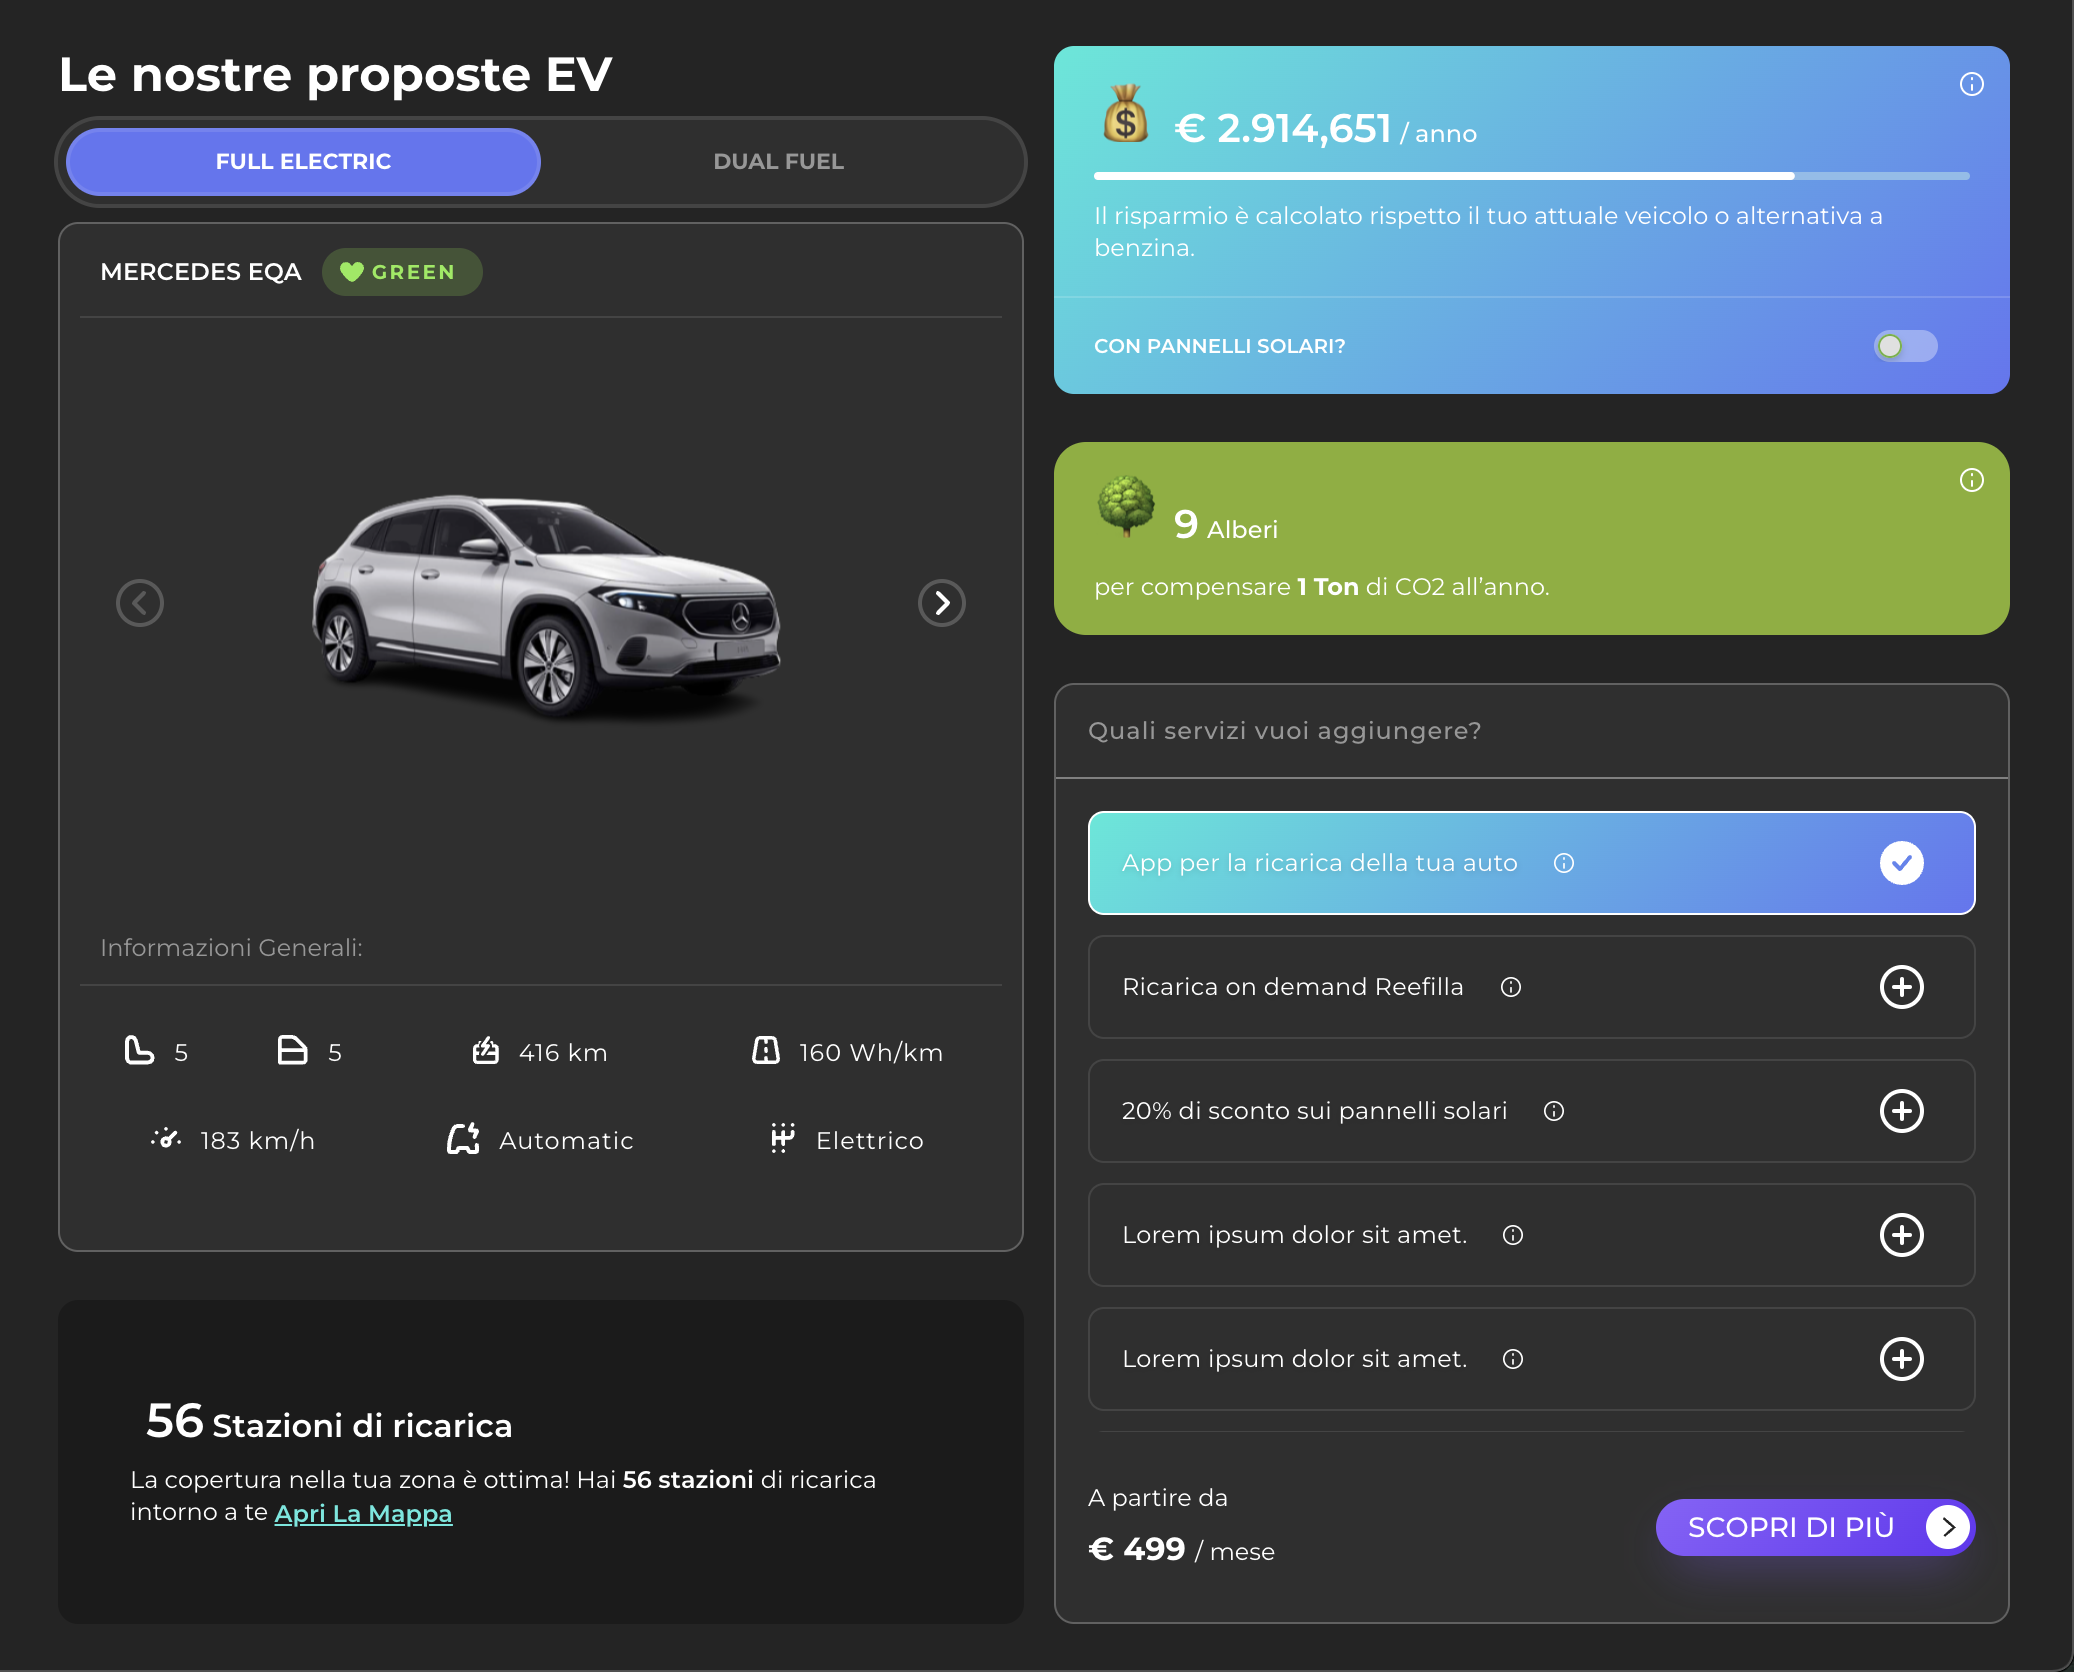 Le nostre proposte EV
FULL ELECTRIC
DUAL FUEL
MERCEDES EQA
GREEN
Informazioni Generali:
5
5
416 km
160 Wh/km
183 km/h
Automatic
Elettrico
56 Stazioni di ricarica
La copertura nella tua zona è ottima! Hai 56 stazioni di ricarica
intorno a te Apri La Mappa
€ 2.914,651 / anno
Il risparmio è calcolato rispetto il tuo attuale veicolo o alternativa a
benzina.
CON PANNELLI SOLARI?
9 Alberi
per compensare 1 Ton di CO2 all’anno.
Quali servizi vuoi aggiungere?
App per la ricarica della tua auto
Ricarica on demand Reefilla
20% di sconto sui pannelli solari
Lorem ipsum dolor sit amet.
Lorem ipsum dolor sit amet.
A partire da
€ 499 / mese
SCOPRI DI PIÙ